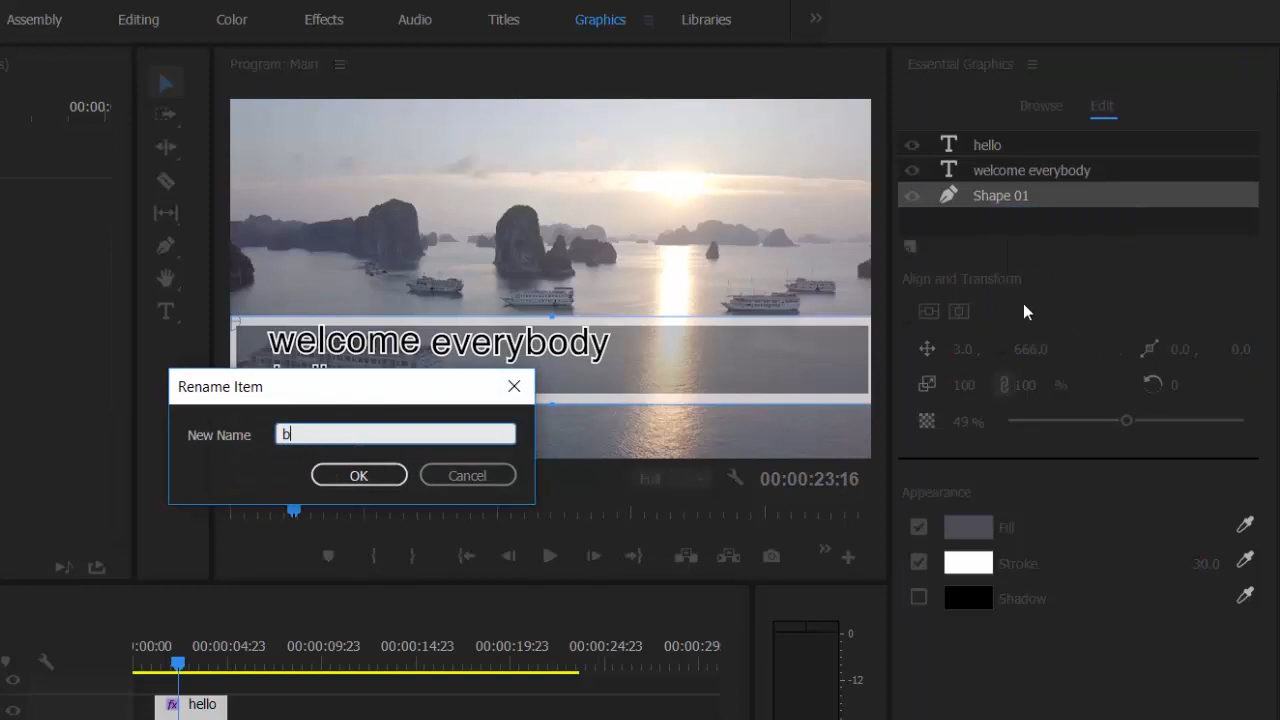 Assembly Editing Color Effects Audio Titles Graphics Libraries
s)
Program: Main
Essential Graphics
00:00:
Browse Edit
hello
welcome everybody
Shape 01
Align and Transform
welcome everybody
3.0 , 666.0 , 0.0 , 0.0
100 100 % 0
49 %
Rename Item
New Name b
OK Cancel
Full 00:00:23:16
Appearance
Fill
Stroke 30.0
Shadow
:00:00 00:00:04:23 00:00:09:23 00:00:14:23 00:00:19:23 00:00:24:23 00:00:29
0
-12
fx hello